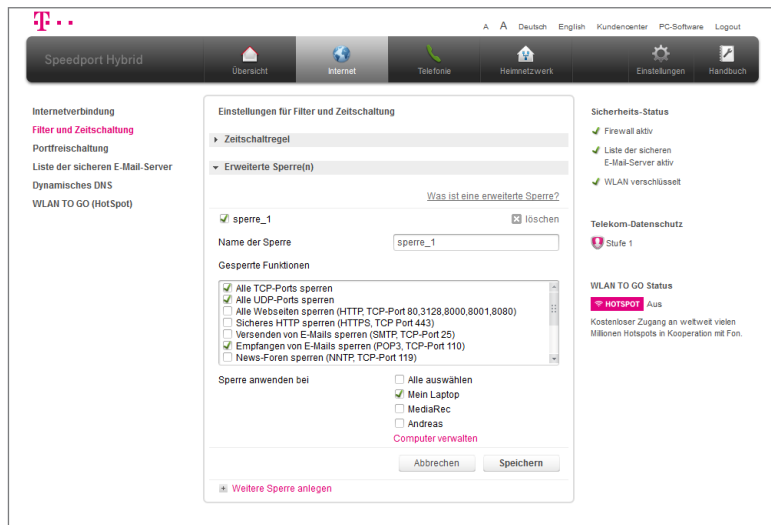 T
A A Deutsch English Kundencenter PC-Software Logout
Speedport Hybrid
Übersicht
Internet
Telefonie
Heimnetzwerk
Einstellungen
Handbuch
Internetverbindung
Filter und Zeitschaltung
Portfreischaltung
Liste der sicheren E-Mail-Server
Dynamisches DNS
WLAN TO GO (HotSpot)
Einstellungen für Filter und Zeitschaltung
Zeitschaltregel
Erweiterte Sperre(n)
Was ist eine erweiterte Sperre?
sperre_1
löschen
Name der Sperre
sperre_1
Gesperrte Funktionen
Alle TCP-Ports sperren
Alle UDP-Ports sperren
Alle Webseiten sperren (HTTP, TCP-Port 80,3128,8000,8001,8080)
Sicheres HTTP sperren (HTTPS, TCP Port 443)
Versenden von E-Mails sperren (SMTP, TCP-Port 25)
Empfangen von E-Mails sperren (POP3, TCP-Port 110)
News-Foren sperren (NNTP, TCP-Port 119)
Sperre anwenden bei
Alle auswählen
Mein Laptop
MediaRec
Andreas
Computer verwalten
Abbrechen
Speichern
Weitere Sperre anlegen
Sicherheits-Status
Firewall aktiv
Liste der sicheren
E-Mail-Server aktiv
WLAN verschlüsselt
Telekom-Datenschutz
Stufe 1
WLAN TO GO Status
HOTSPOT Aus
Kostenloser Zugang an weltweit vielen
Millionen Hotspots in Kooperation mit Fon.